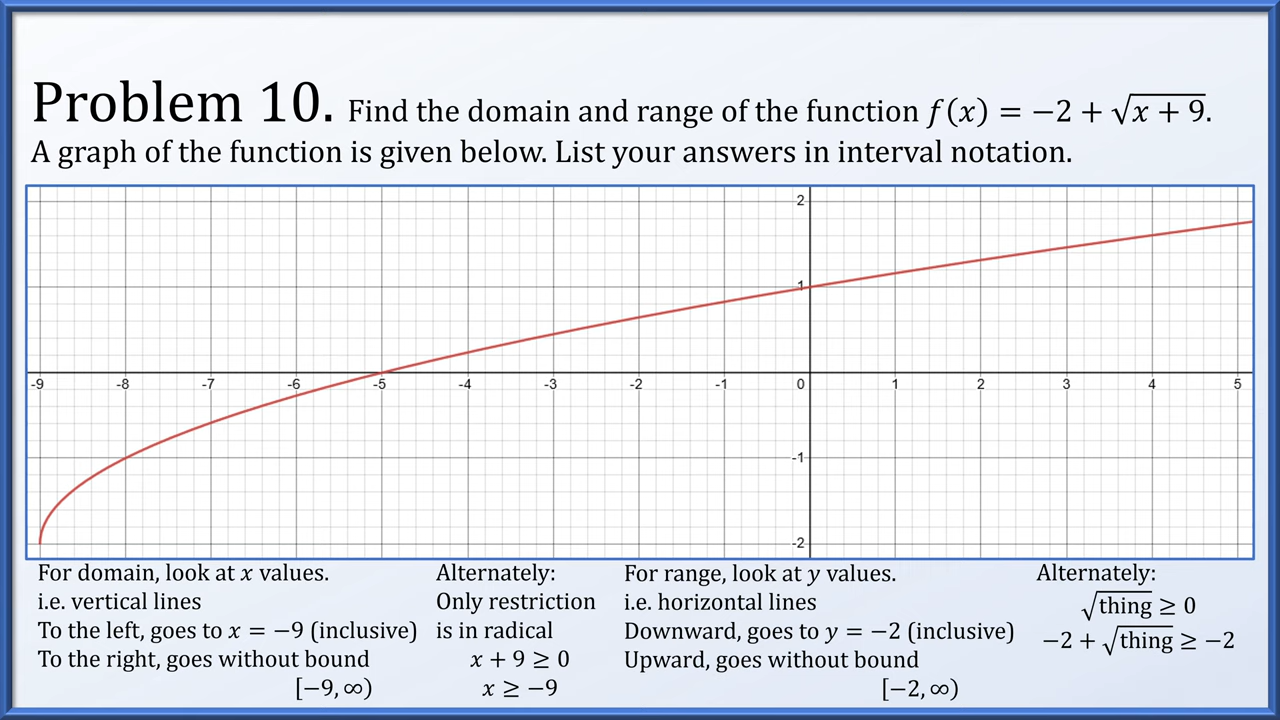 Problem 10. Find the domain and range of the function f(x) = −2 + √(x + 9).
A graph of the function is given below. List your answers in interval notation.
2
1
-9 -8 -7 -6 -5 -4 -3 -2 -1 0 1 2 3 4 5
-1
-2
For domain, look at x values.
i.e. vertical lines
To the left, goes to x = −9 (inclusive)
To the right, goes without bound
[−9, ∞)
Alternately:
Only restriction
is in radical
x + 9 ≥ 0
x ≥ −9
For range, look at y values.
i.e. horizontal lines
Downward, goes to y = −2 (inclusive)
Upward, goes without bound
[−2, ∞)
Alternately:
√thing ≥ 0
−2 + √thing ≥ −2